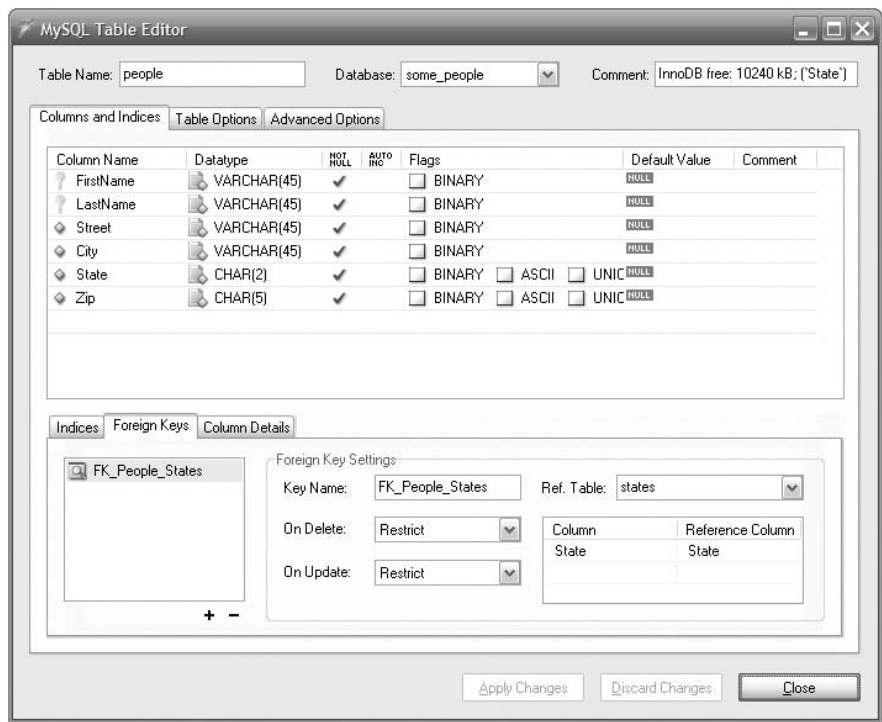 MySQL Table Editor
Table Name: people Database: some_people Comment: InnoDB free: 10240 kB; (`State`)
Columns and Indices Table Options Advanced Options
Column Name Datatype NOT NULL AUTO INC Flags Default Value Comment
FirstName VARCHAR(45) BINARY NULL
LastName VARCHAR(45) BINARY NULL
Street VARCHAR(45) BINARY NULL
City VARCHAR(45) BINARY NULL
State CHAR(2) BINARY ASCII UNIC NULL
Zip CHAR(5) BINARY ASCII UNIC NULL
Indices Foreign Keys Column Details
FK_People_States
Foreign Key Settings
Key Name: FK_People_States Ref. Table: states
On Delete: Restrict
Column Reference Column
State State
On Update: Restrict
+ −
Apply Changes Discard Changes Close